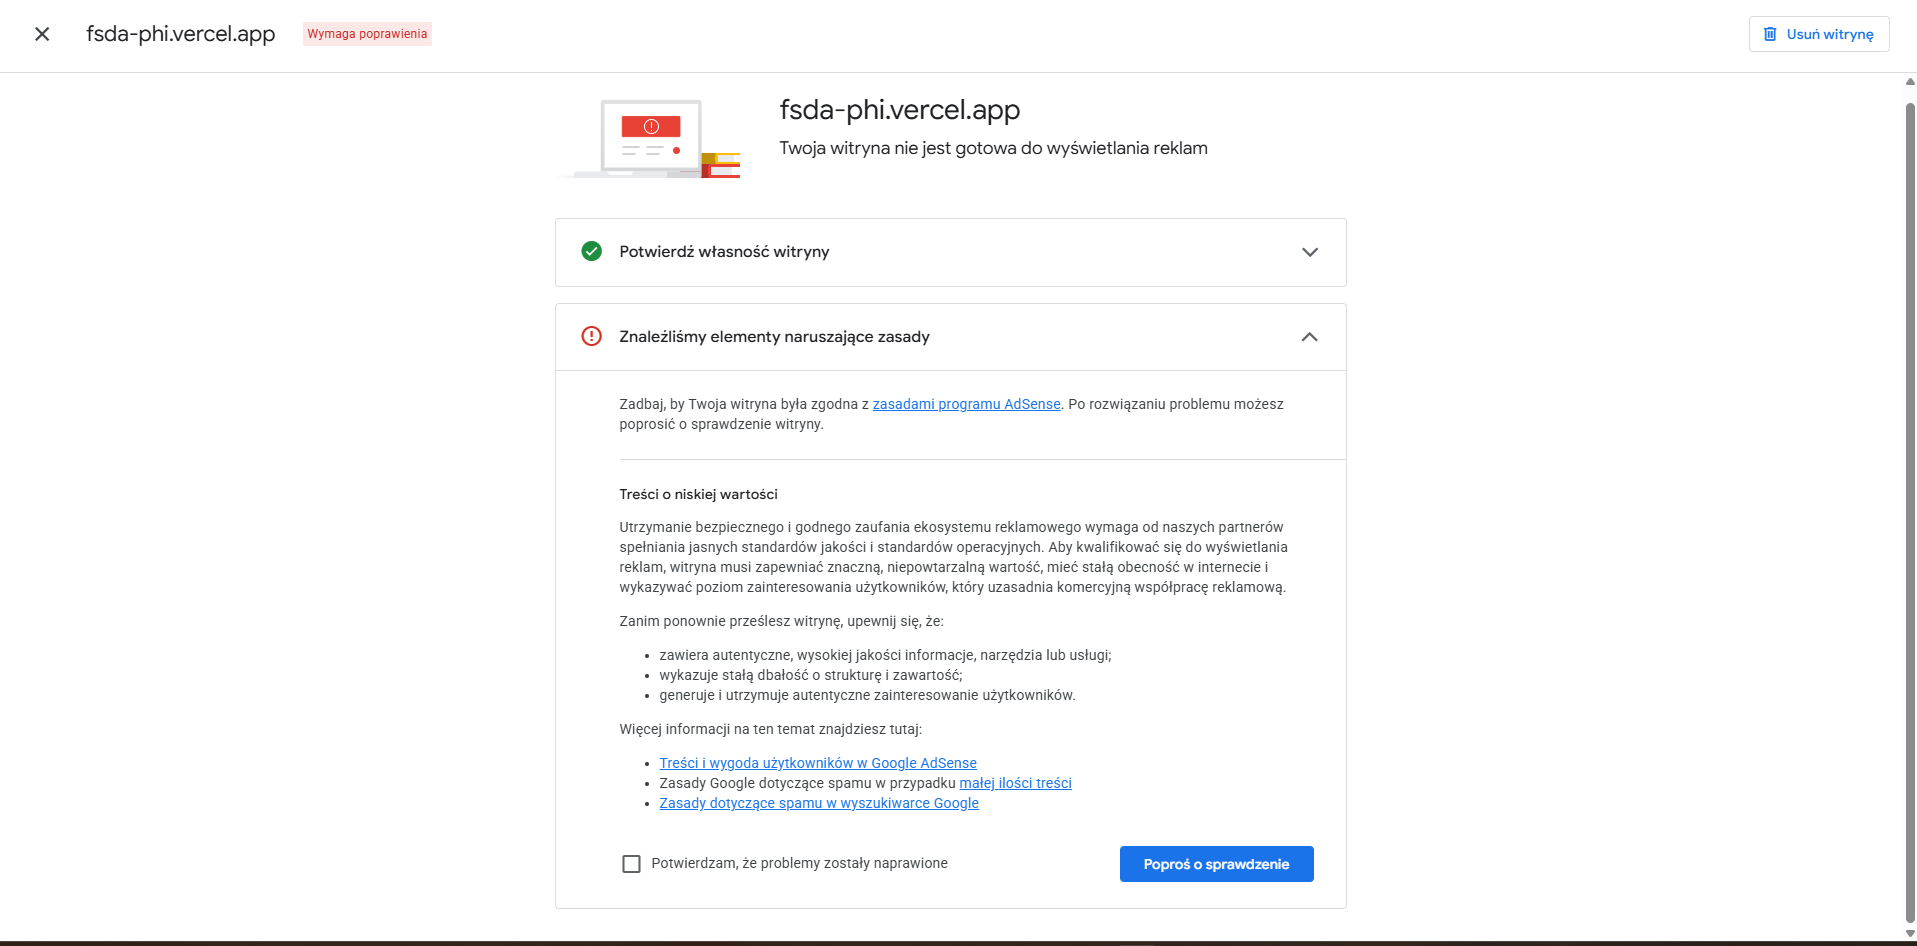 fsda-phi.vercel.app
Wymaga poprawienia
Usuń witrynę
fsda-phi.vercel.app
Twoja witryna nie jest gotowa do wyświetlania reklam
Potwierdź własność witryny
Znaleźliśmy elementy naruszające zasady
Zadbaj, by Twoja witryna była zgodna z zasadami programu AdSense. Po rozwiązaniu problemu możesz
poprosić o sprawdzenie witryny.
Treści o niskiej wartości
Utrzymanie bezpiecznego i godnego zaufania ekosystemu reklamowego wymaga od naszych partnerów
spełniania jasnych standardów jakości i standardów operacyjnych. Aby kwalifikować się do wyświetlania
reklam, witryna musi zapewniać znaczną, niepowtarzalną wartość, mieć stałą obecność w internecie i
wykazywać poziom zainteresowania użytkowników, który uzasadnia komercyjną współpracę reklamową.
Zanim ponownie prześlesz witrynę, upewnij się, że:
• zawiera autentyczne, wysokiej jakości informacje, narzędzia lub usługi;
• wykazuje stałą dbałość o strukturę i zawartość;
• generuje i utrzymuje autentyczne zainteresowanie użytkowników.
Więcej informacji na ten temat znajdziesz tutaj:
• Treści i wygoda użytkowników w Google AdSense
• Zasady Google dotyczące spamu w przypadku małej ilości treści
• Zasady dotyczące spamu w wyszukiwarce Google
Potwierdzam, że problemy zostały naprawione
Poproś o sprawdzenie